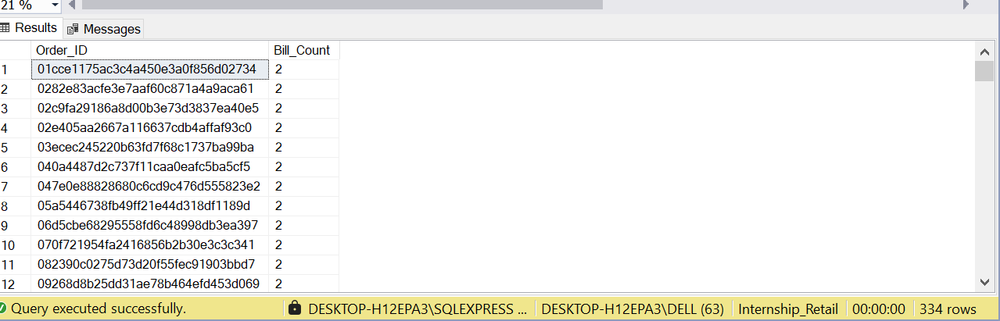 21 %
Results Messages
Order_ID Bill_Count
1 01cce1175ac3c4a450e3a0f856d02734 2
2 0282e83acfe3e7aaf60c871a4a9aca61 2
3 02c9fa29186a8d00b3e73d3837ea40e5 2
4 02e405aa2667a116637cdb4affaf93c0 2
5 03ecec245220b63fd7f68c1737ba99ba 2
6 040a4487d2c737f11caa0eafc5ba5cf5 2
7 047e0e88828680c6cd9c476d555823e2 2
8 05a5446738fb49ff21e44d318df1189d 2
9 06d5cbe68295558fd6c48998db3ea397 2
10 070f721954fa2416856b2b30e3c3c341 2
11 082390c0275d73d20f55fec91903bbd7 2
12 09268d8b25dd31ae78b464efd453d069 2
Query executed successfully. DESKTOP-H12EPA3\SQLEXPRESS ... DESKTOP-H12EPA3\DELL (63) Internship_Retail 00:00:00 334 rows